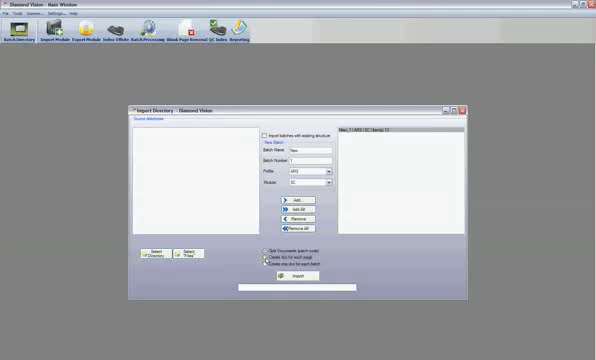 Diamond Vision - Main Window
File Tools Scanner... Settings... Help
Batch Directory Import Module Export Module Index Offsite Batch Processing Blank Page Removal QC Index Reporting
Import Directory - Diamond Vision
Source directories
Import batches with existing structure
New Batch
Batch Name New
Batch Number 1
Profile ARS
Module SC
Add
Add All
Remove
Remove All
Select Directory
Select "Files"
Split Documents (patch code)
Create doc for each page
Create one doc for each batch
Import